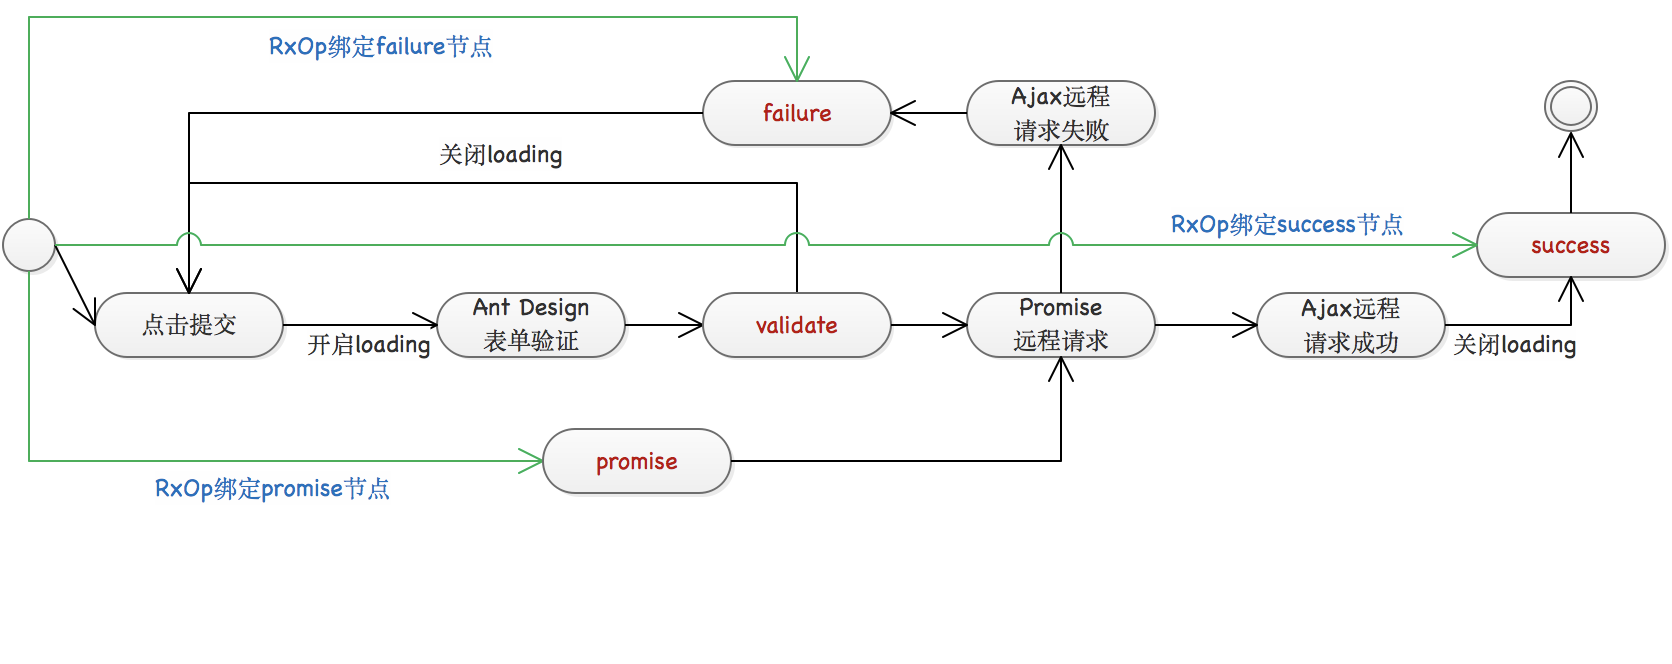 RxOp绑定failure节点
failure
Ajax远程
请求失败
关闭loading
RxOp绑定success节点
success
点击提交
开启loading
Ant Design
表单验证
validate
Promise
远程请求
Ajax远程
请求成功
关闭loading
promise
RxOp绑定promise节点